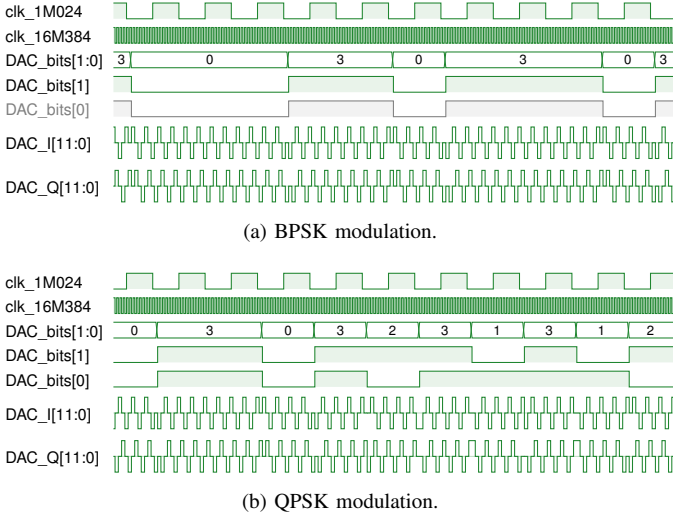 clk_1M024
clk_16M384
DAC_bits[1:0] 3 0 3 0 3 0 3
DAC_bits[1]
DAC_bits[0]
DAC_I[11:0]
DAC_Q[11:0]
(a) BPSK modulation.
clk_1M024
clk_16M384
DAC_bits[1:0] 0 3 0 3 2 3 1 3 1 2
DAC_bits[1]
DAC_bits[0]
DAC_I[11:0]
DAC_Q[11:0]
(b) QPSK modulation.